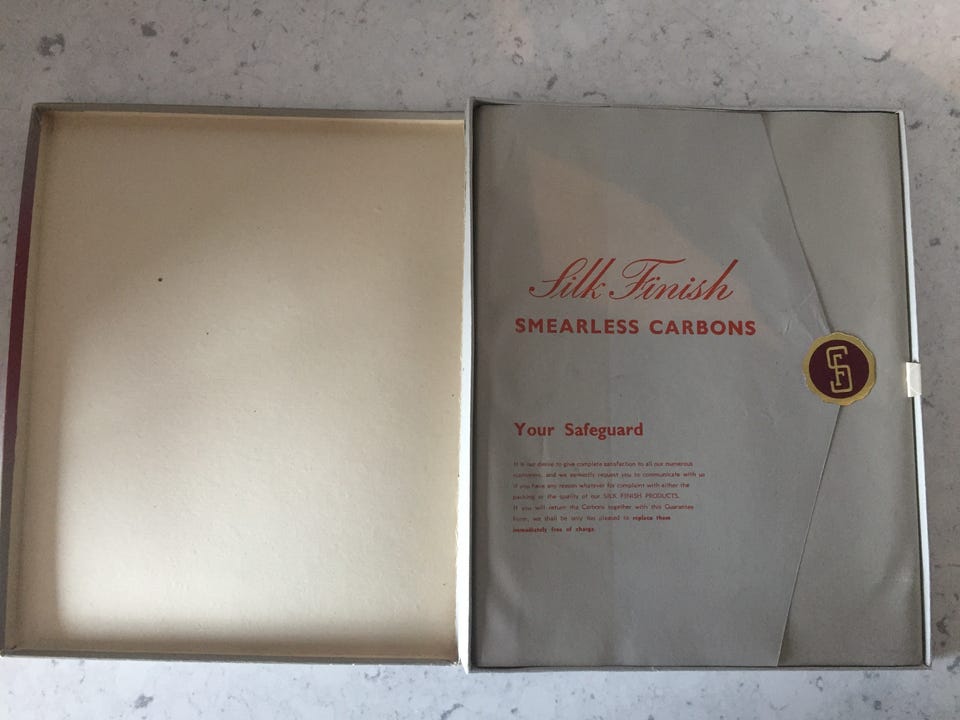 Silk Finish
SMEARLESS CARBONS
SF
Your Safeguard
It is our desire to give complete satisfaction to all our numerous
customers, and we earnestly request you to communicate with us
if you have any reason whatever for complaint with either the
packing or the quality of our SILK FINISH PRODUCTS.
If you will return the Carbons together with this Guarantee
Form, we shall be only too pleased to replace them
immediately free of charge.